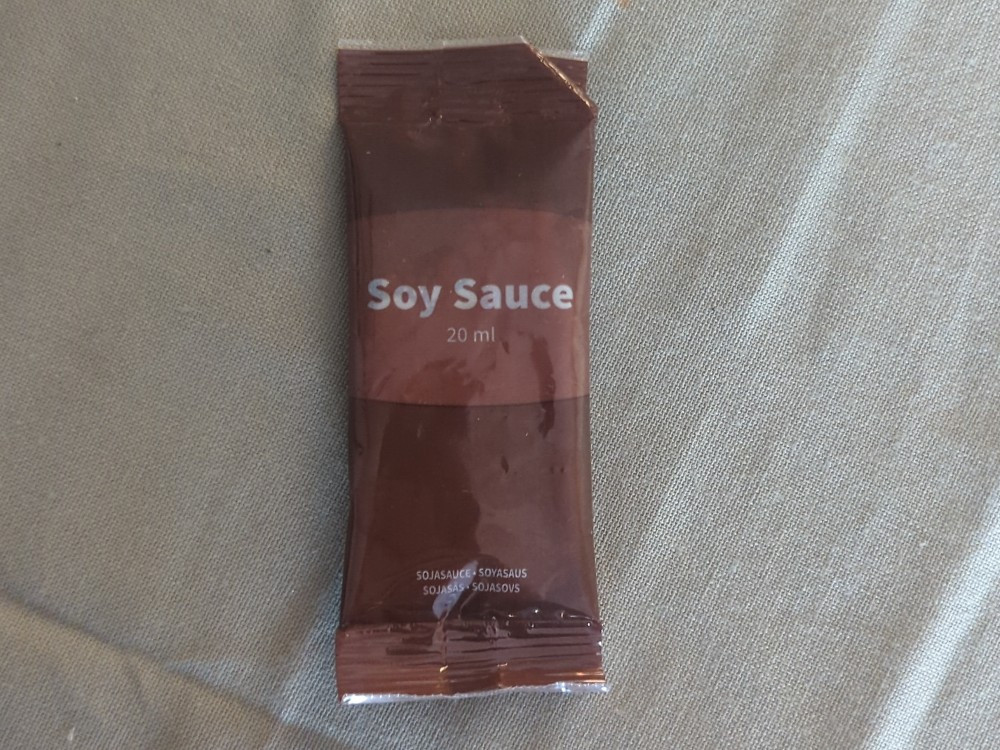 Soy Sauce
20 ml
SOJASAUCE • SOYASAUS
SOJASÅS • SOJASOVS